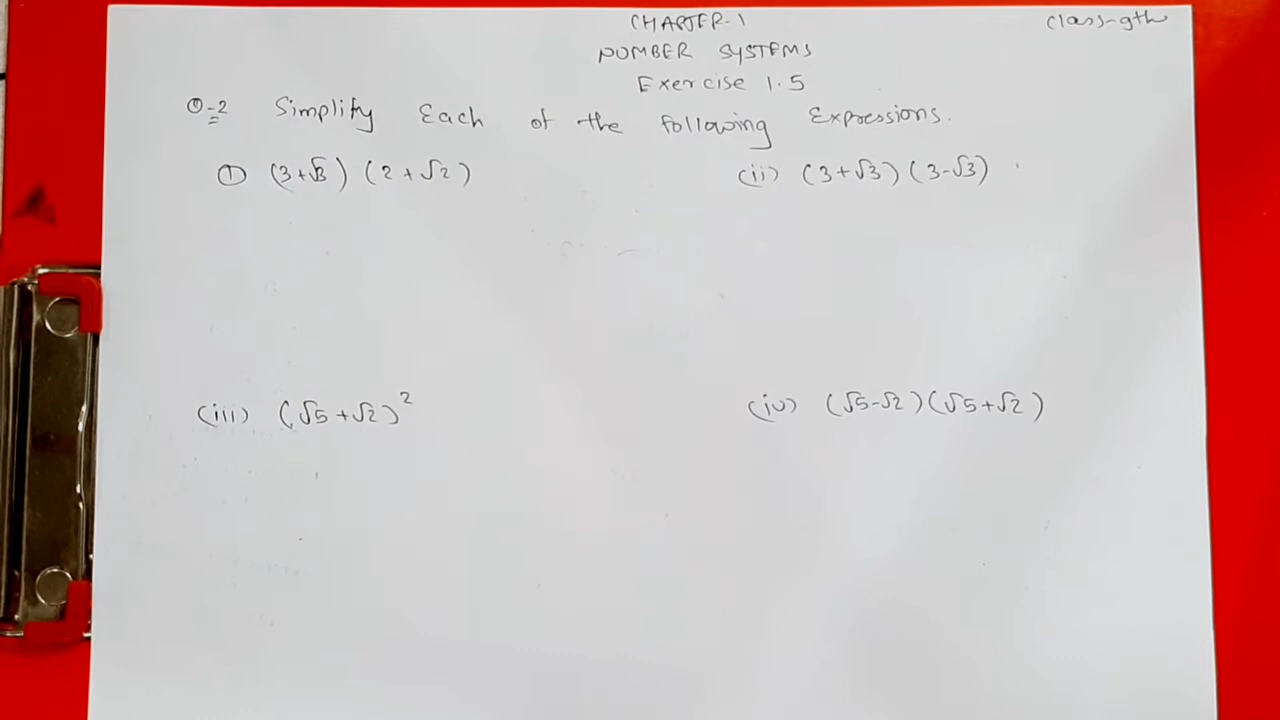 CHAPTER-1
Class-9th
NUMBER SYSTEMS
Exercise 1.5
Q-2 Simplify Each of the following Expressions.
① (3+√3) (2+√2)
(ii) (3+√3)(3-√3)
(iii) (√5+√2)²
(iv) (√5-√2)(√5+√2)